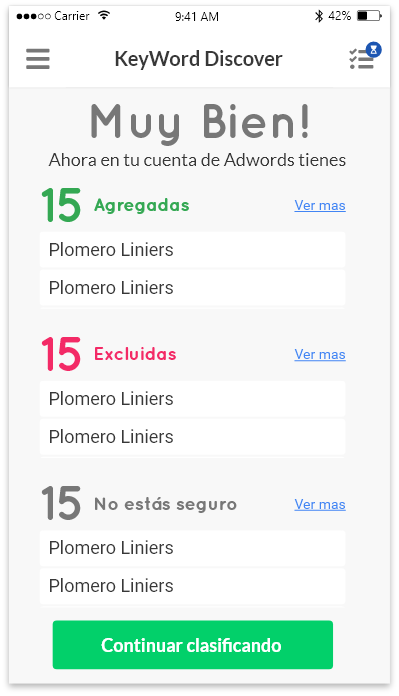 Carrier 9:41 AM 42%
KeyWord Discover
Muy Bien!
Ahora en tu cuenta de Adwords tienes
15 Agregadas Ver mas
Plomero Liniers
Plomero Liniers
15 Excluidas Ver mas
Plomero Liniers
Plomero Liniers
15 No estás seguro Ver mas
Plomero Liniers
Plomero Liniers
Continuar clasificando